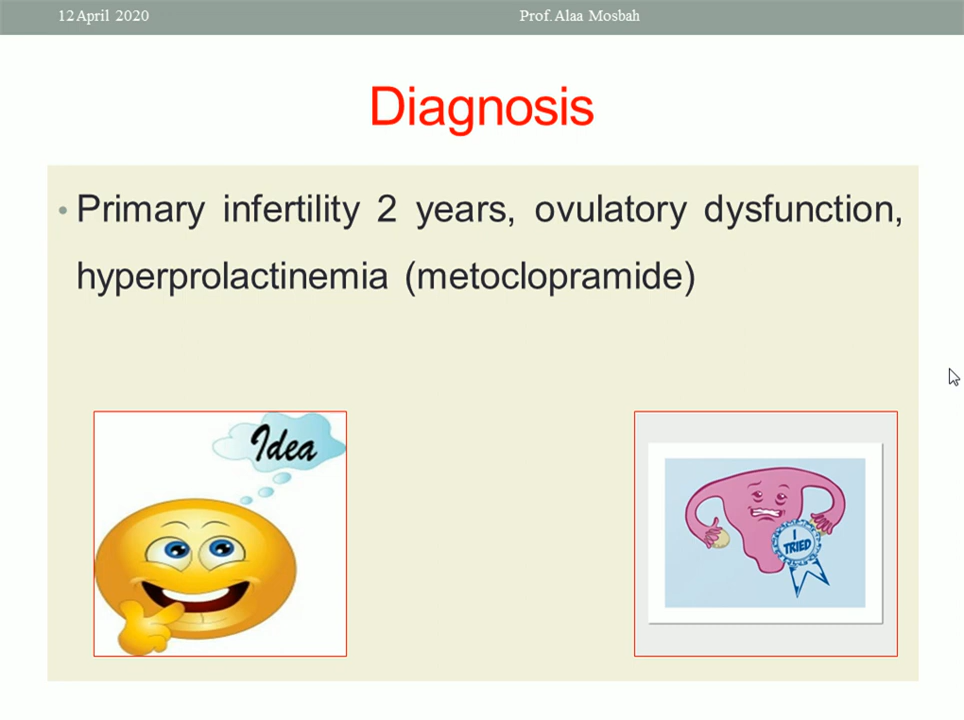 12 April 2020
Prof. Alaa Mosbah
Diagnosis
• Primary infertility 2 years, ovulatory dysfunction,
hyperprolactinemia (metoclopramide)
Idea
I
TRIED